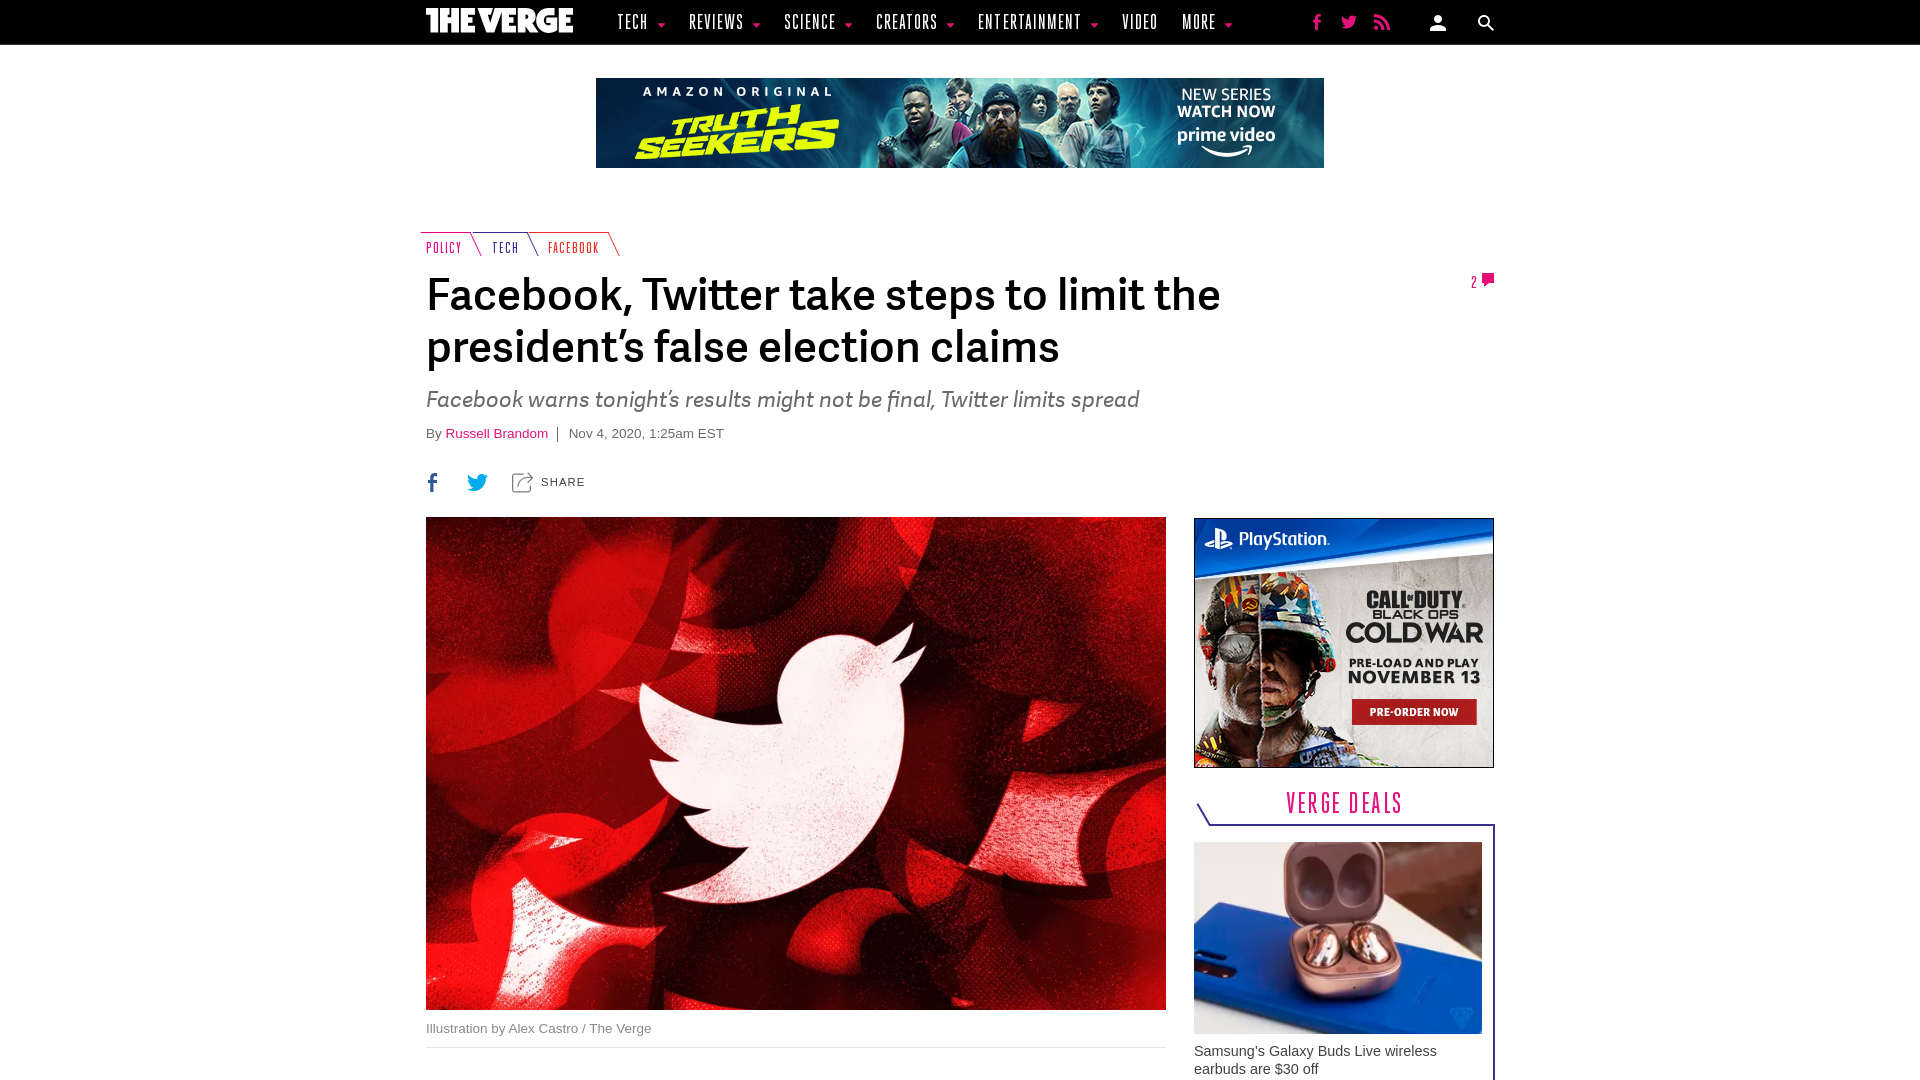 THE VERGE
TECH REVIEWS SCIENCE CREATORS ENTERTAINMENT VIDEO MORE
AMAZON ORIGINAL
TRUTH
SEEKERS
NEW SERIES
WATCH NOW
prime video
POLICY TECH FACEBOOK
Facebook, Twitter take steps to limit the
president’s false election claims
2
Facebook warns tonight’s results might not be final, Twitter limits spread
By Russell Brandom | Nov 4, 2020, 1:25am EST
SHARE
Illustration by Alex Castro / The Verge
PlayStation.
CALL OF DUTY
BLACK OPS
COLD WAR
PRE-LOAD AND PLAY
NOVEMBER 13
PRE-ORDER NOW
VERGE DEALS
Samsung’s Galaxy Buds Live wireless
earbuds are $30 off